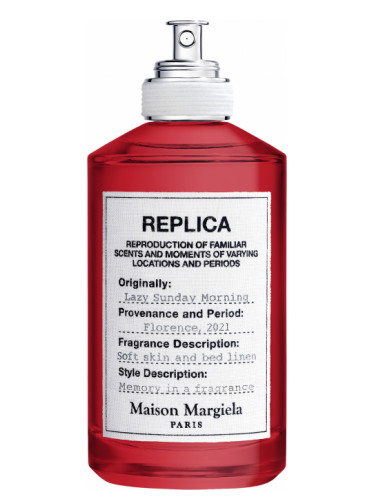 REPLICA
REPRODUCTION OF FAMILIAR
SCENTS AND MOMENTS OF VARYING
LOCATIONS AND PERIODS
Originally:
Lazy Sunday Morning
Provenance and Period:
Florence, 2021
Fragrance Description:
Soft skin and bed linen
Style Description:
Memory in a fragrance
Maison Margiela
PARIS